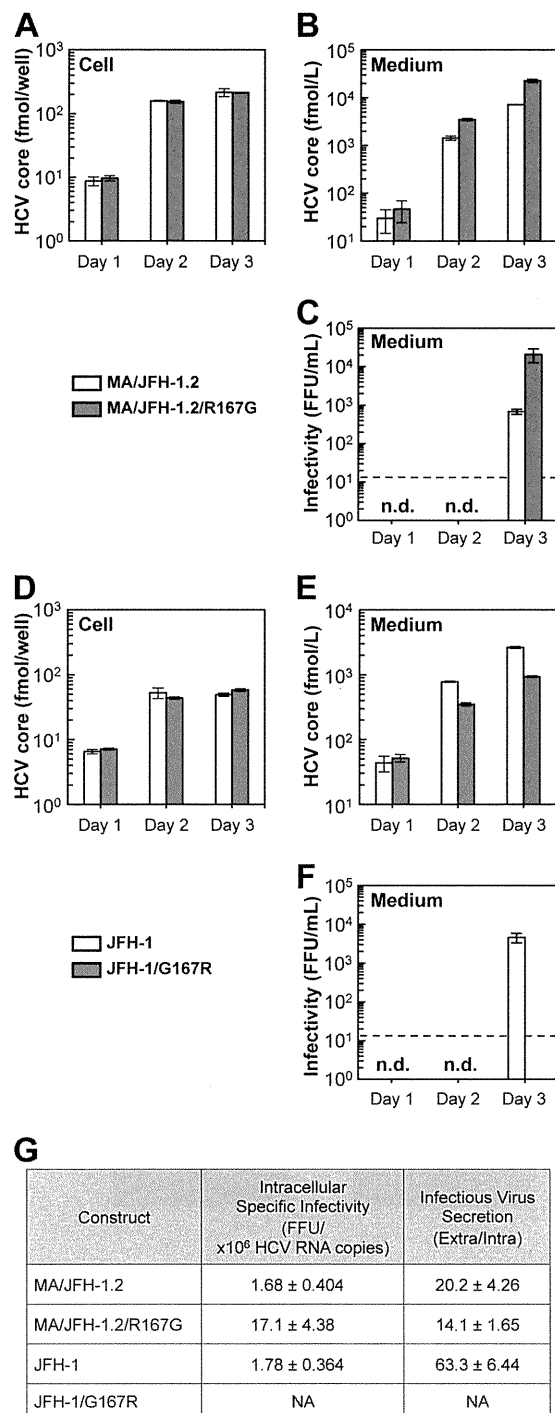 A
Cell
HCV core (fmol/well)
10³
10²
10¹
10⁰
Day 1 Day 2 Day 3
B
Medium
HCV core (fmol/L)
10⁵
10⁴
10³
10²
10¹
Day 1 Day 2 Day 3
MA/JFH-1.2
MA/JFH-1.2/R167G
C
Medium
Infectivity (FFU/mL)
10⁵
10⁴
10³
10²
10¹
10⁰
n.d. n.d.
Day 1 Day 2 Day 3
D
Cell
HCV core (fmol/well)
10³
10²
10¹
10⁰
Day 1 Day 2 Day 3
E
Medium
HCV core (fmol/L)
10⁴
10³
10²
10¹
Day 1 Day 2 Day 3
JFH-1
JFH-1/G167R
F
Medium
Infectivity (FFU/mL)
10⁵
10⁴
10³
10²
10¹
10⁰
n.d. n.d.
Day 1 Day 2 Day 3
G
Construct
Intracellular
Specific Infectivity
(FFU/
x10⁶ HCV RNA copies)
Infectious Virus
Secretion
(Extra/Intra)
MA/JFH-1.2 1.68 ± 0.404 20.2 ± 4.26
MA/JFH-1.2/R167G 17.1 ± 4.38 14.1 ± 1.65
JFH-1 1.78 ± 0.364 63.3 ± 6.44
JFH-1/G167R NA NA